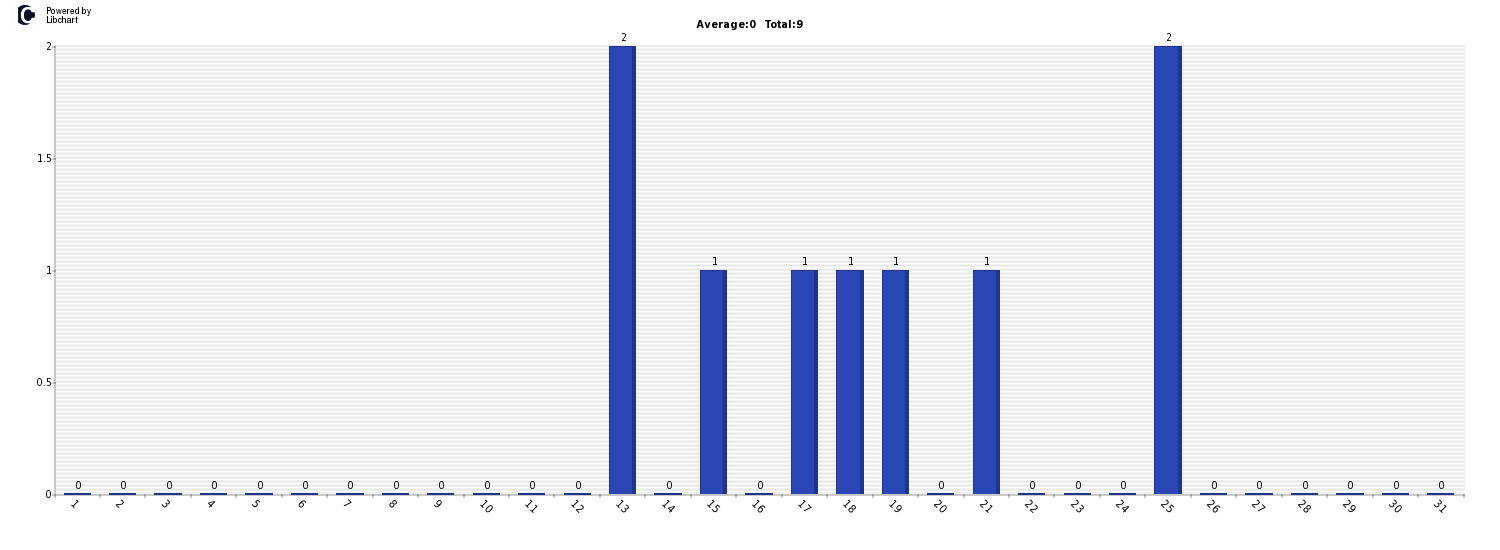 Powered by
Libchart
Average:0 Total:9
2
2 2
1.5
1
1 1 1 1 1
0.5
0
0 0 0 0 0 0 0 0 0 0 0 0 0 0 0 0 0 0 0 0 0 0 0 0
1 2 3 4 5 6 7 8 9 10 11 12 13 14 15 16 17 18 19 20 21 22 23 24 25 26 27 28 29 30 31